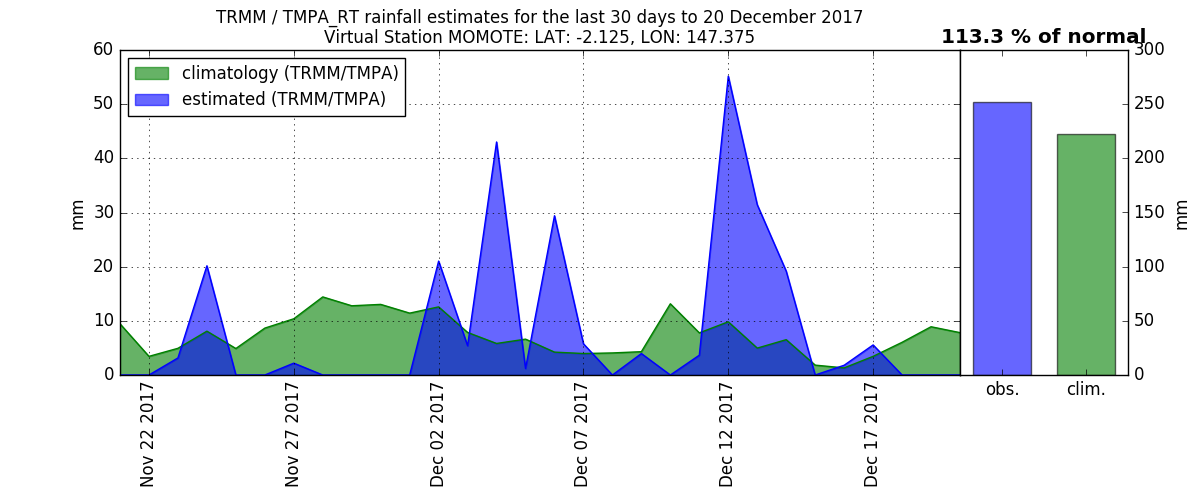 TRMM / TMPA_RT rainfall estimates for the last 30 days to 20 December 2017
Virtual Station MOMOTE: LAT: -2.125, LON: 147.375
113.3 % of normal
climatology (TRMM/TMPA)
estimated (TRMM/TMPA)
mm
60
50
40
30
20
10
0
Nov 22 2017
Nov 27 2017
Dec 02 2017
Dec 07 2017
Dec 12 2017
Dec 17 2017
300
250
200
150
100
50
0
mm
obs.
clim.